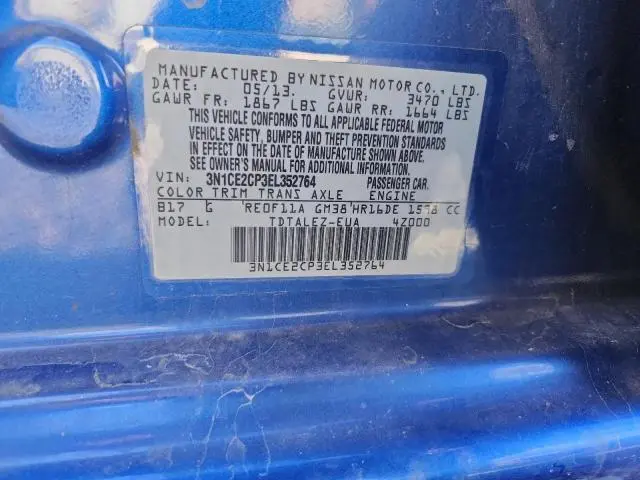 MANUFACTURED BY NISSAN MOTOR CO., LTD.
DATE: 05/13. GVUR: 3470 LBS
GAWR FR: 1867 LBS GAWR RR: 1664 LBS
THIS VEHICLE CONFORMS TO ALL APPLICABLE FEDERAL MOTOR
VEHICLE SAFETY, BUMPER AND THEFT PREVENTION STANDARDS
IN EFFECT ON THE DATE OF MANUFACTURE SHOWN ABOVE.
SEE OWNER'S MANUAL FOR ADDITIONAL INFORMATION.
VIN: 3N1CE2CP3EL352764 PASSENGER CAR.
COLOR TRIM TRANS AXLE ENGINE
B17 G RE0F11A GM38 HR16DE 1598 CC
MODEL: TDTALEZ-EUA 4Z000
3N1CE2CP3EL352764